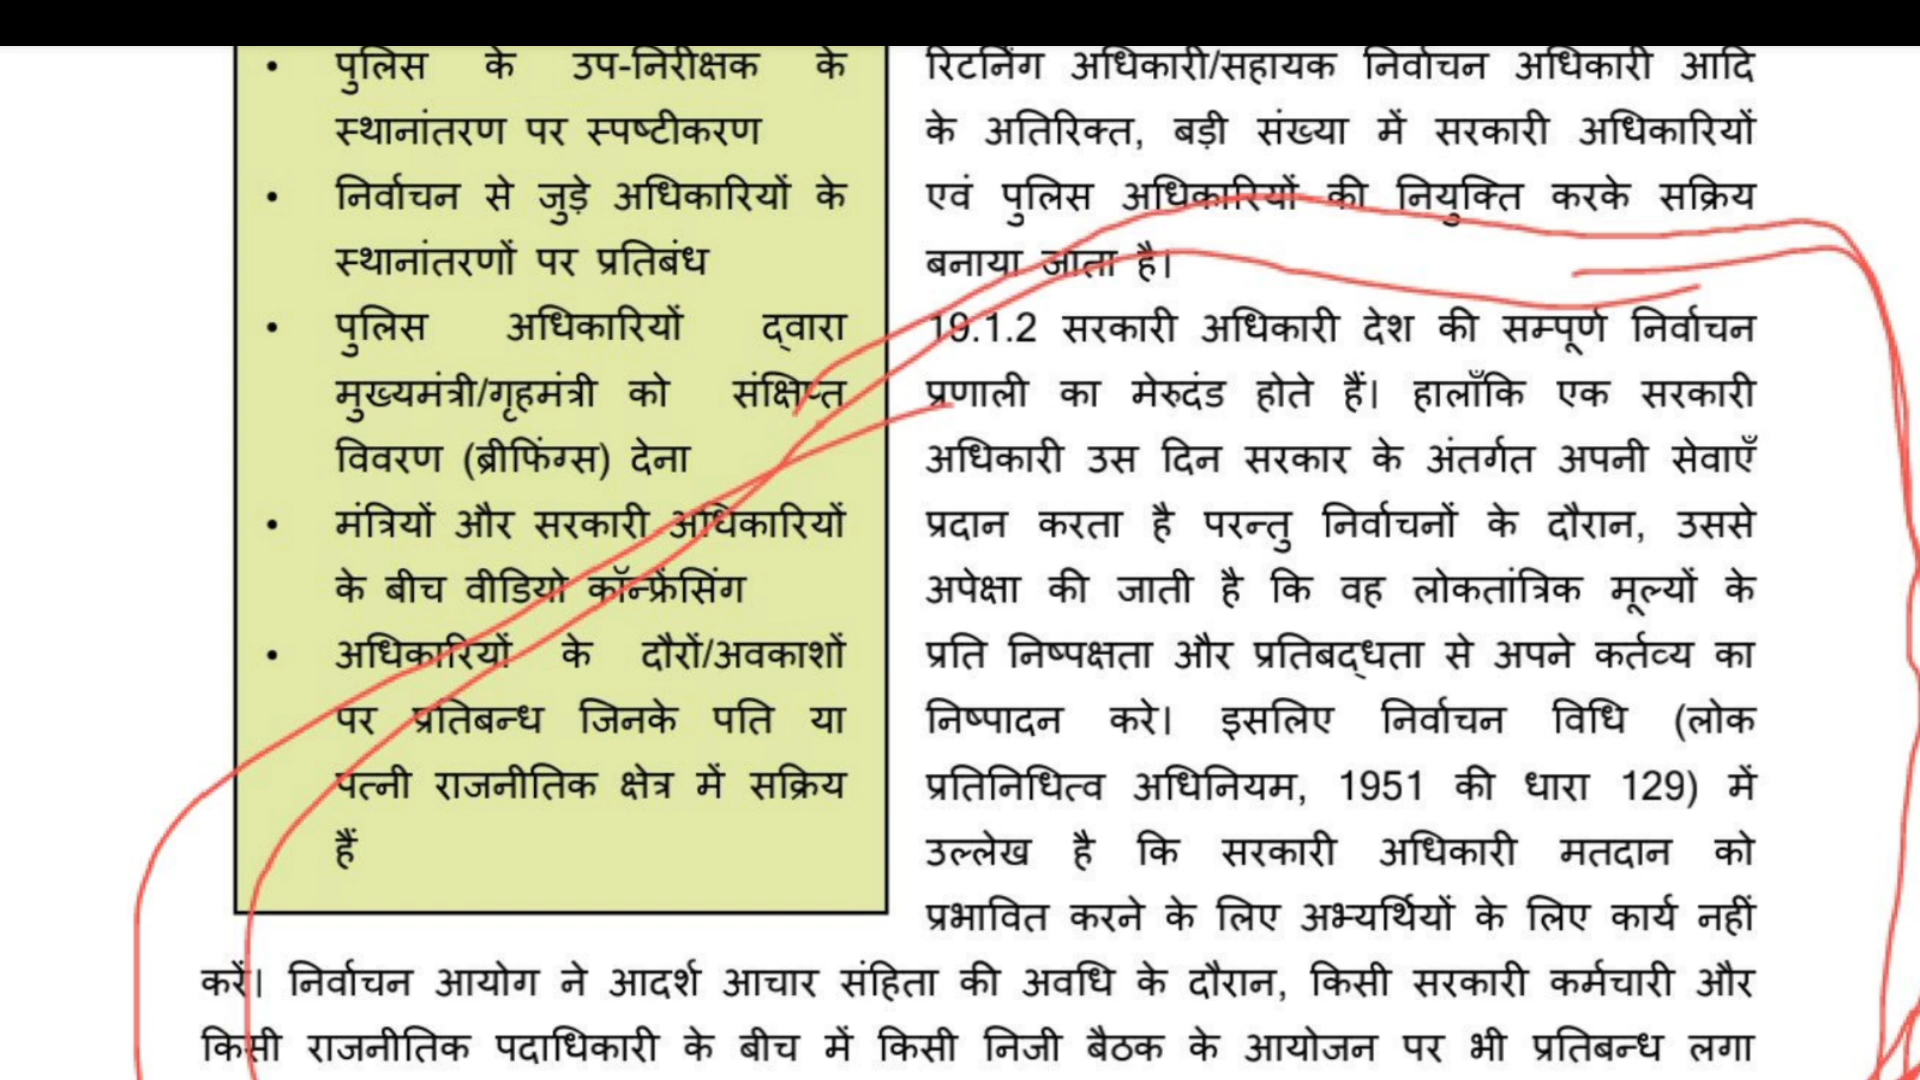 • पुलिस के उप-निरीक्षक के
स्थानांतरण पर स्पष्टीकरण
• निर्वाचन से जुड़े अधिकारियों के
स्थानांतरणों पर प्रतिबंध
• पुलिस अधिकारियों द्वारा
मुख्यमंत्री/गृहमंत्री को संक्षिप्त
विवरण (ब्रीफिंग्स) देना
• मंत्रियों और सरकारी अधिकारियों
के बीच वीडियो कॉन्फ्रेंसिंग
• अधिकारियों के दौरों/अवकाशों
पर प्रतिबन्ध जिनके पति या
पत्नी राजनीतिक क्षेत्र में सक्रिय
हैं
रिटर्निंग अधिकारी/सहायक निर्वाचन अधिकारी आदि
के अतिरिक्त, बड़ी संख्या में सरकारी अधिकारियों
एवं पुलिस अधिकारियों की नियुक्ति करके सक्रिय
बनाया जाता है।
19.1.2 सरकारी अधिकारी देश की सम्पूर्ण निर्वाचन
प्रणाली का मेरुदंड होते हैं। हालाँकि एक सरकारी
अधिकारी उस दिन सरकार के अंतर्गत अपनी सेवाएँ
प्रदान करता है परन्तु निर्वाचनों के दौरान, उससे
अपेक्षा की जाती है कि वह लोकतांत्रिक मूल्यों के
प्रति निष्पक्षता और प्रतिबद्धता से अपने कर्तव्य का
निष्पादन करे। इसलिए निर्वाचन विधि (लोक
प्रतिनिधित्व अधिनियम, 1951 की धारा 129) में
उल्लेख है कि सरकारी अधिकारी मतदान को
प्रभावित करने के लिए अभ्यर्थियों के लिए कार्य नहीं
करें। निर्वाचन आयोग ने आदर्श आचार संहिता की अवधि के दौरान, किसी सरकारी कर्मचारी और
किसी राजनीतिक पदाधिकारी के बीच में किसी निजी बैठक के आयोजन पर भी प्रतिबन्ध लगा